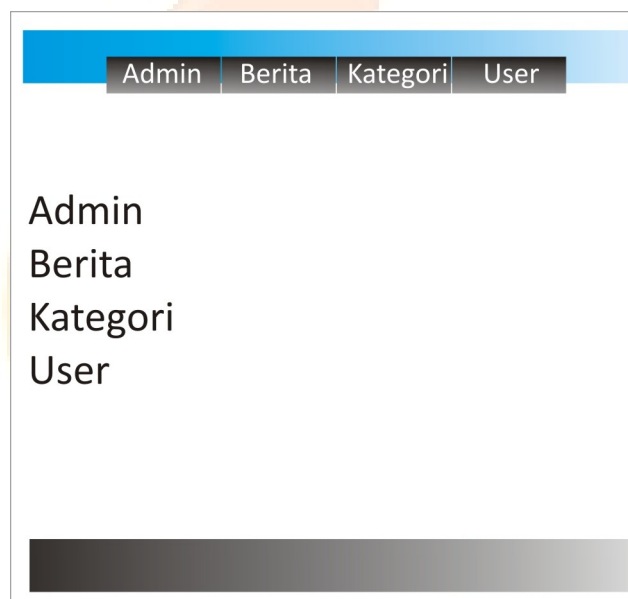 Admin Berita Kategori User
Admin
Berita
Kategori
User